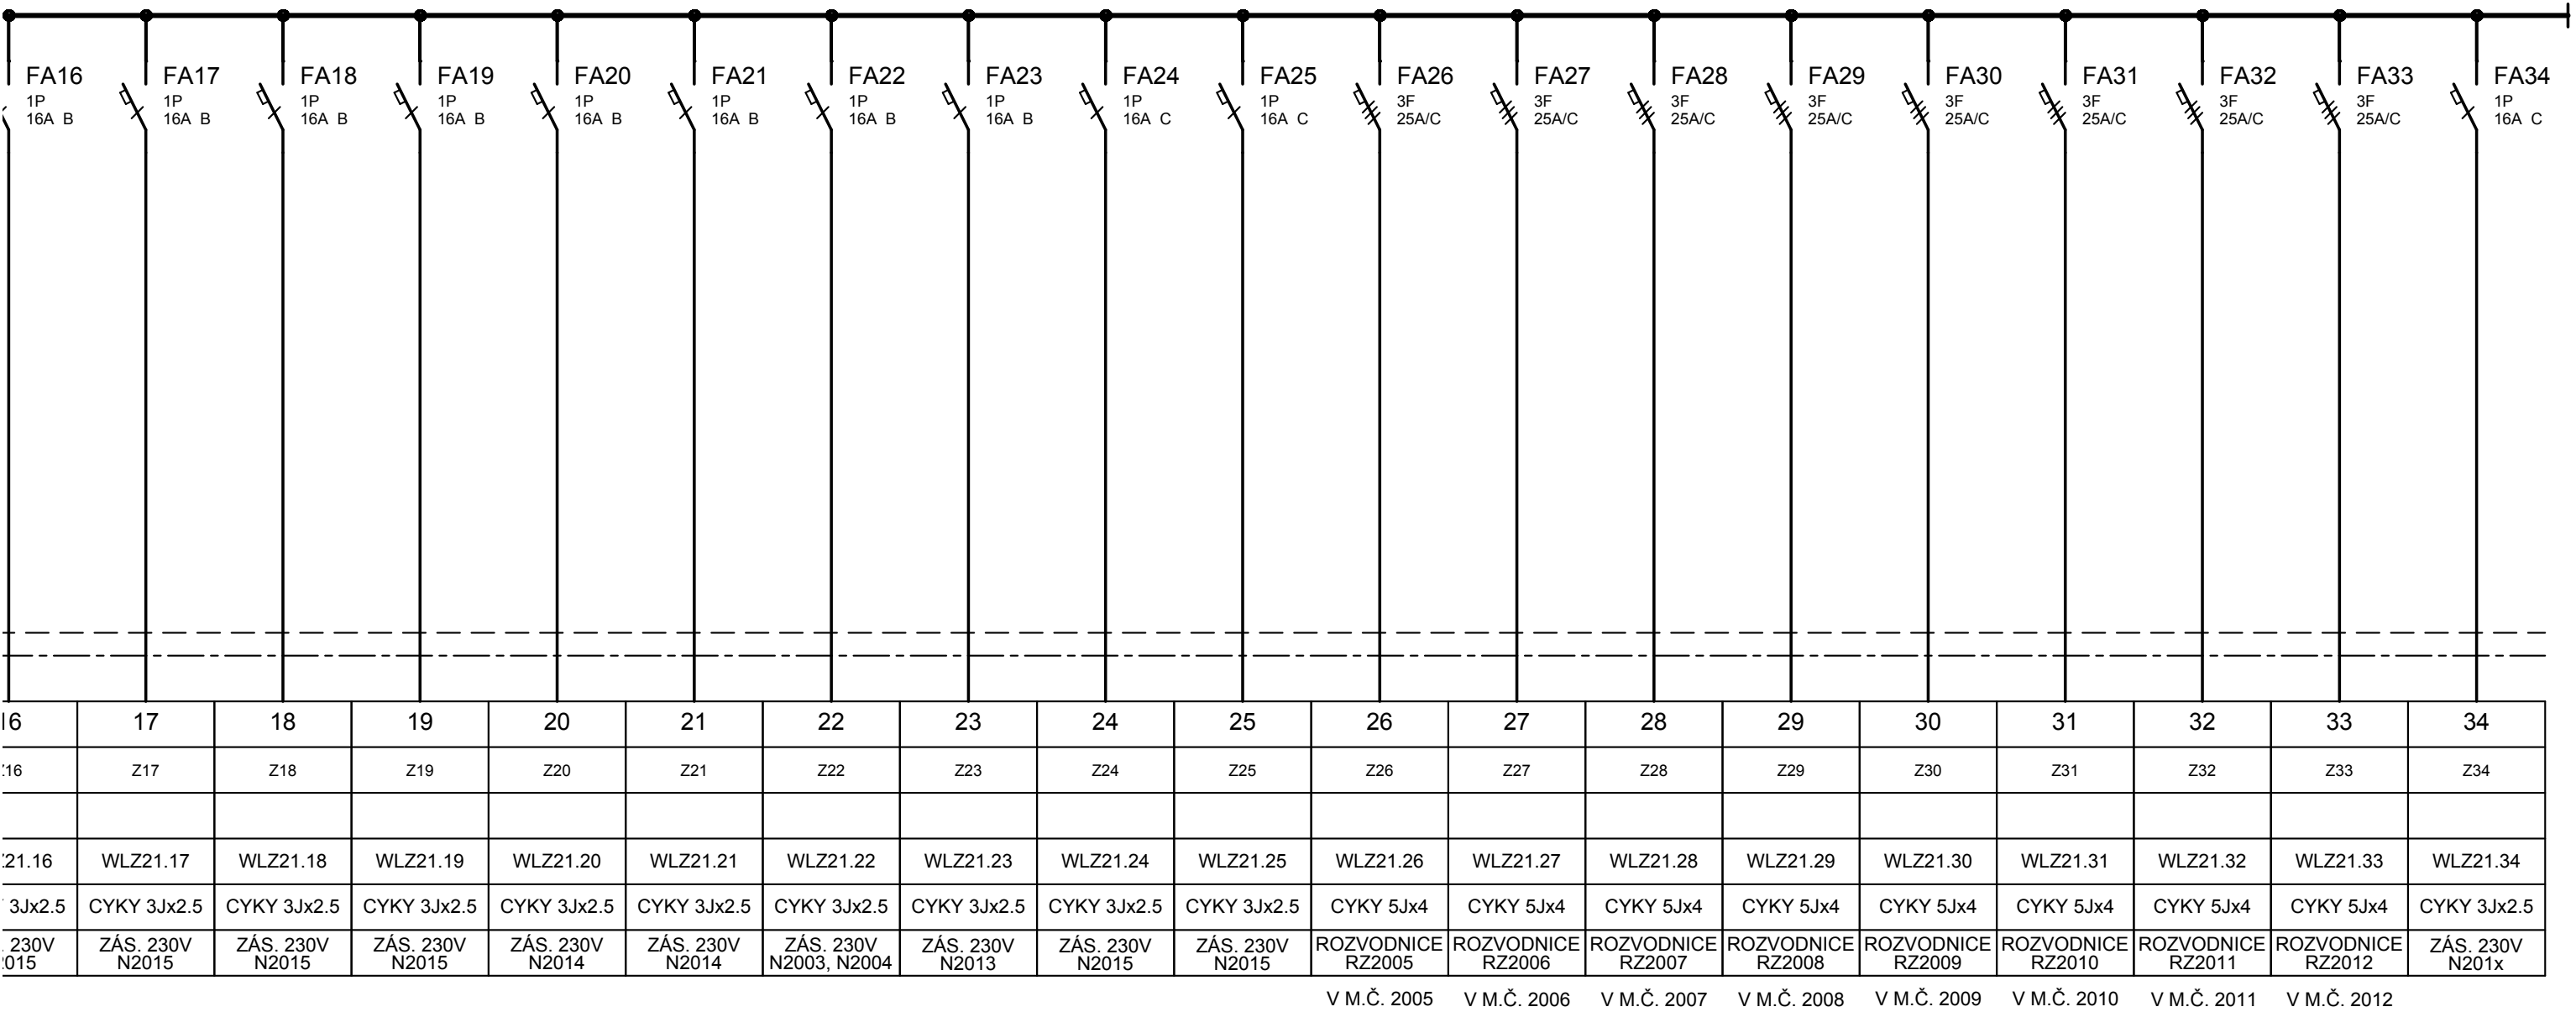 FA16 FA17 FA18 FA19 FA20 FA21 FA22 FA23 FA24 FA25 FA26 FA27 FA28 FA29 FA30 FA31 FA32 FA33 FA34
1P 1P 1P 1P 1P 1P 1P 1P 1P 1P 3F 3F 3F 3F 3F 3F 3F 3F 1P
16A B 16A B 16A B 16A B 16A B 16A B 16A B 16A B 16A C 16A C 25A/C 25A/C 25A/C 25A/C 25A/C 25A/C 25A/C 25A/C 16A C
17 18 19 20 21 22 23 24 25 26 27 28 29 30 31 32 33 34
Z17 Z18 Z19 Z20 Z21 Z22 Z23 Z24 Z25 Z26 Z27 Z28 Z29 Z30 Z31 Z32 Z33 Z34
21.16 WLZ21.17 WLZ21.18 WLZ21.19 WLZ21.20 WLZ21.21 WLZ21.22 WLZ21.23 WLZ21.24 WLZ21.25 WLZ21.26 WLZ21.27 WLZ21.28 WLZ21.29 WLZ21.30 WLZ21.31 WLZ21.32 WLZ21.33 WLZ21.34
3Jx2.5 CYKY 3Jx2.5 CYKY 3Jx2.5 CYKY 3Jx2.5 CYKY 3Jx2.5 CYKY 3Jx2.5 CYKY 3Jx2.5 CYKY 3Jx2.5 CYKY 3Jx2.5 CYKY 3Jx2.5 CYKY 5Jx4 CYKY 5Jx4 CYKY 5Jx4 CYKY 5Jx4 CYKY 5Jx4 CYKY 5Jx4 CYKY 5Jx4 CYKY 5Jx4 CYKY 3Jx2.5
. 230V ZÁS. 230V ZÁS. 230V ZÁS. 230V ZÁS. 230V ZÁS. 230V ZÁS. 230V ZÁS. 230V ZÁS. 230V ZÁS. 230V ROZVODNICE ROZVODNICE ROZVODNICE ROZVODNICE ROZVODNICE ROZVODNICE ROZVODNICE ROZVODNICE ZÁS. 230V
015 N2015 N2015 N2015 N2014 N2014 N2003, N2004 N2013 N2015 N2015 RZ2005 RZ2006 RZ2007 RZ2008 RZ2009 RZ2010 RZ2011 RZ2012 N201x
V M.Č. 2005 V M.Č. 2006 V M.Č. 2007 V M.Č. 2008 V M.Č. 2009 V M.Č. 2010 V M.Č. 2011 V M.Č. 2012